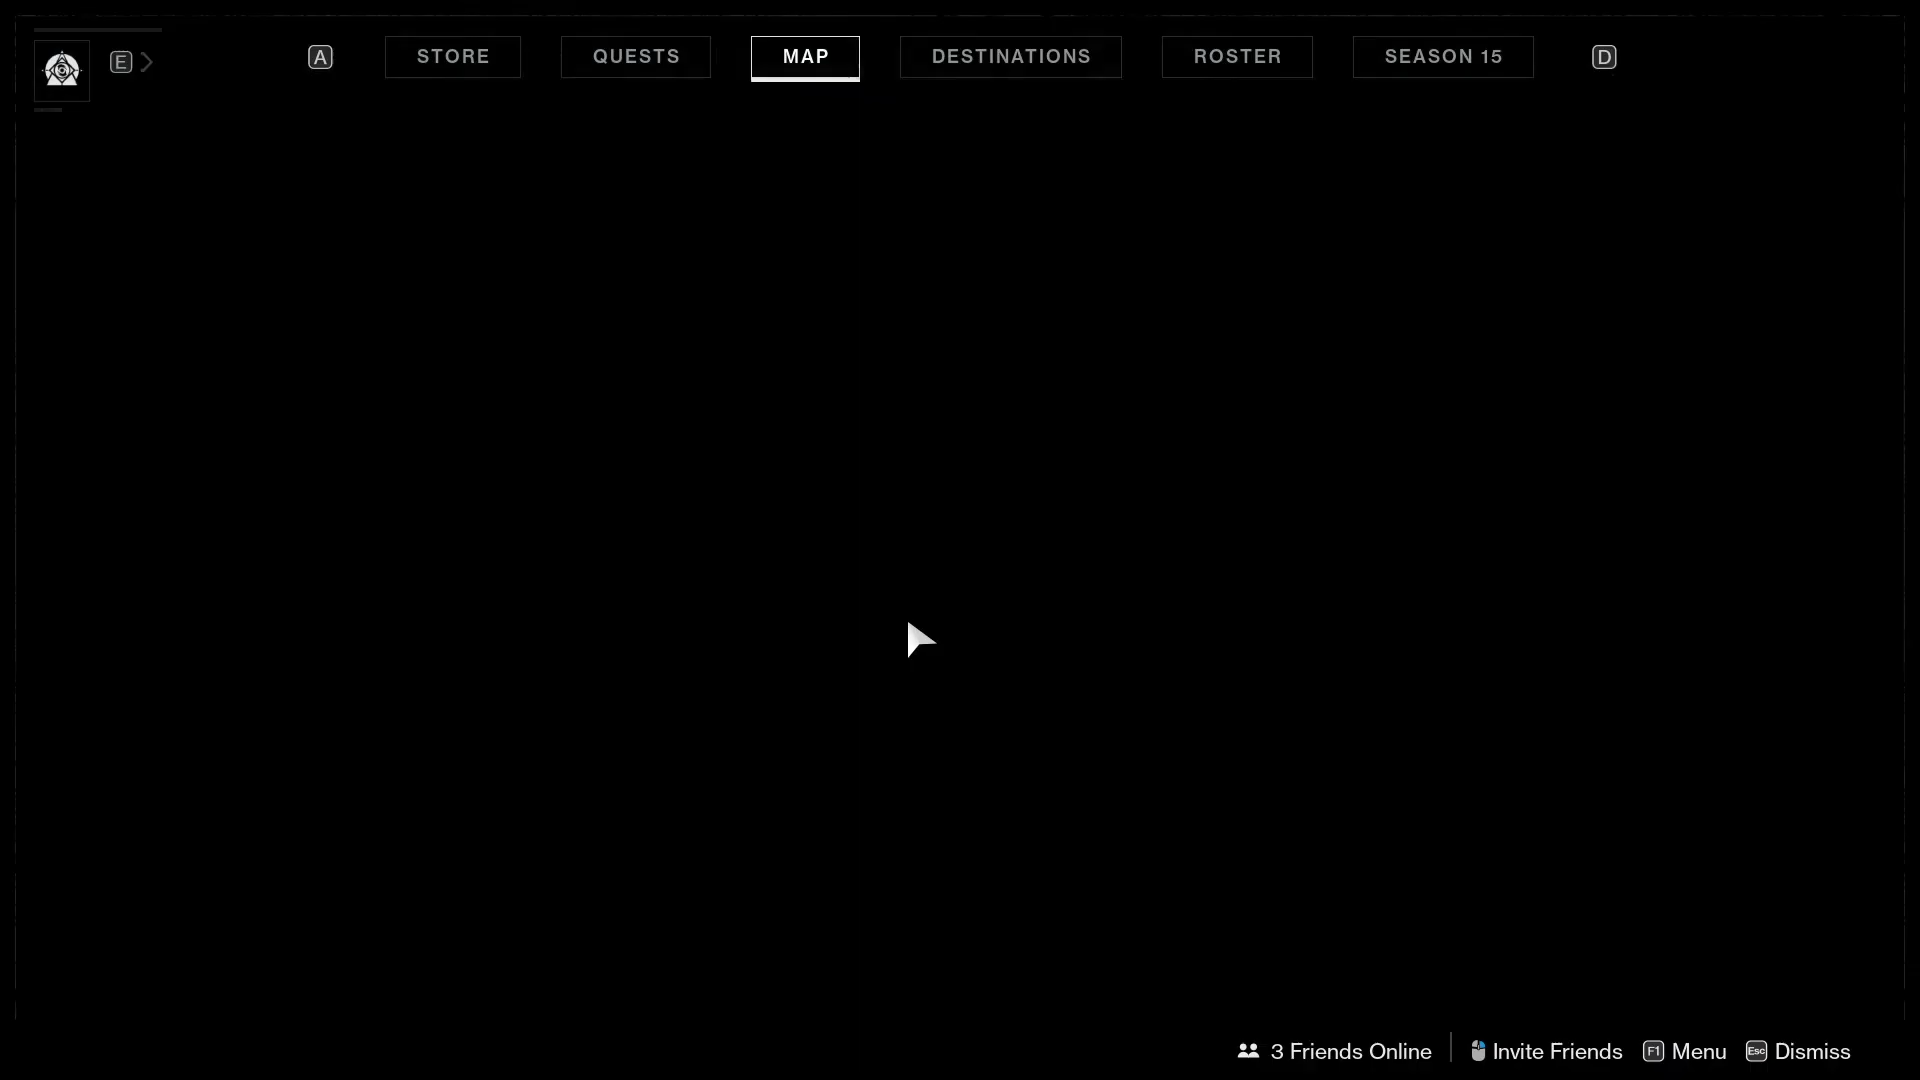 E
A
STORE
QUESTS
MAP
DESTINATIONS
ROSTER
SEASON 15
D
3 Friends Online
Invite Friends
F1 Menu
Esc Dismiss